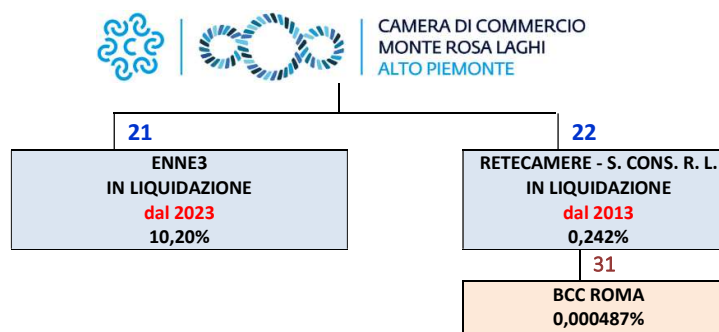 CCC
CAMERA DI COMMERCIO
MONTE ROSA LAGHI
ALTO PIEMONTE
21
ENNE3
IN LIQUIDAZIONE
dal 2023
10,20%
22
RETECAMERE - S. CONS. R. L.
IN LIQUIDAZIONE
dal 2013
0,242%
31
BCC ROMA
0,000487%